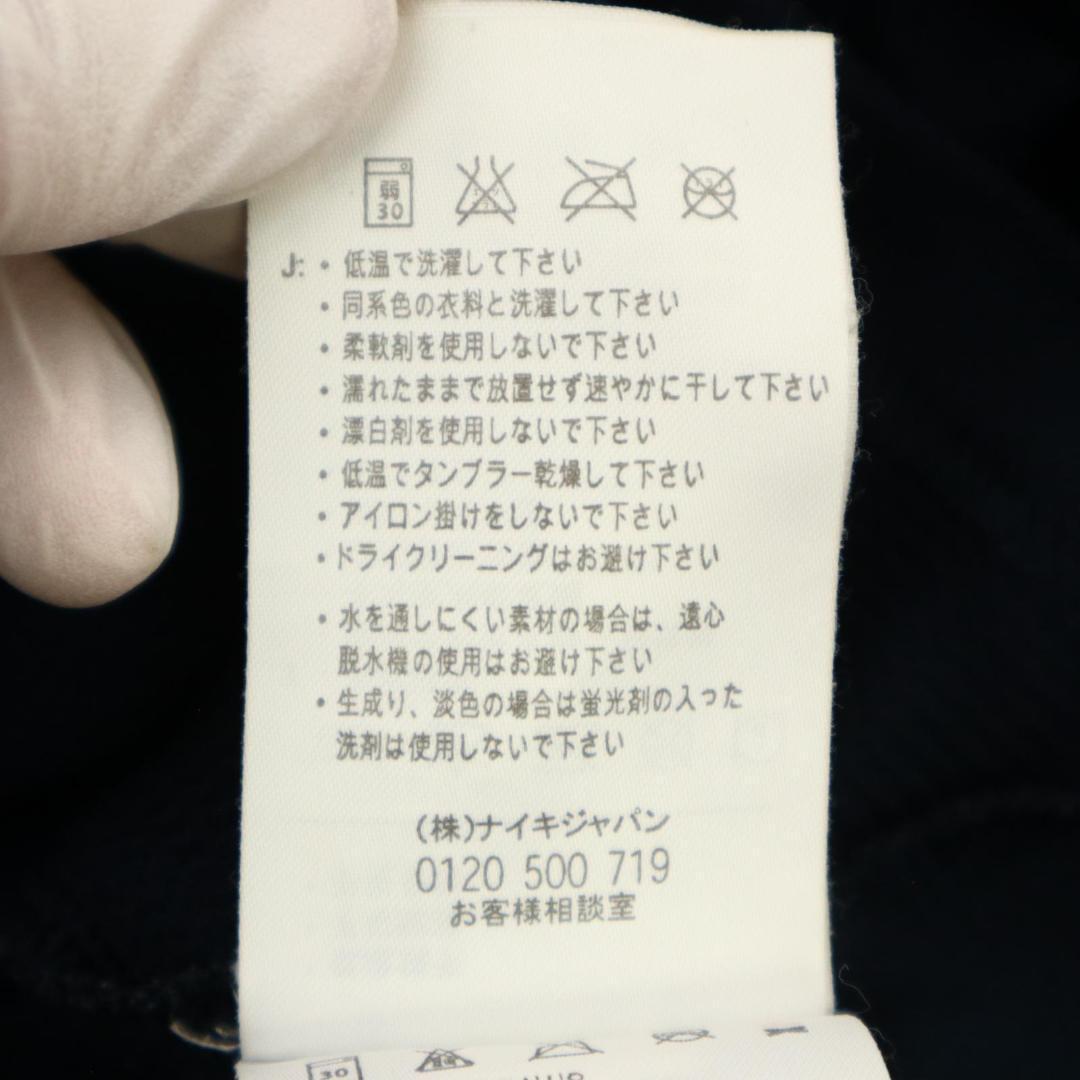 弱
30
J: • 低温で洗濯して下さい
• 同系色の衣料と洗濯して下さい
• 柔軟剤を使用しないで下さい
• 濡れたままで放置せず速やかに干して下さい
• 漂白剤を使用しないで下さい
• 低温でタンブラー乾燥して下さい
• アイロン掛けをしないで下さい
• ドライクリーニングはお避け下さい
• 水を通しにくい素材の場合は、遠心
脱水機の使用はお避け下さい
• 生成り、淡色の場合は蛍光剤の入った
洗剤は使用しないで下さい
(株)ナイキジャパン
0120 500 719
お客様相談室
30